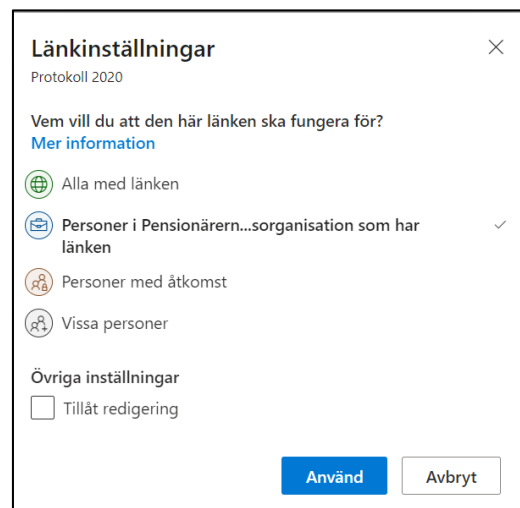 Länkinställningar
Protokoll 2020
Vem vill du att den här länken ska fungera för?
Mer information
Alla med länken
Personer i Pensionärern...sorganisation som har
länken
Personer med åtkomst
Vissa personer
Övriga inställningar
Tillåt redigering
Använd
Avbryt